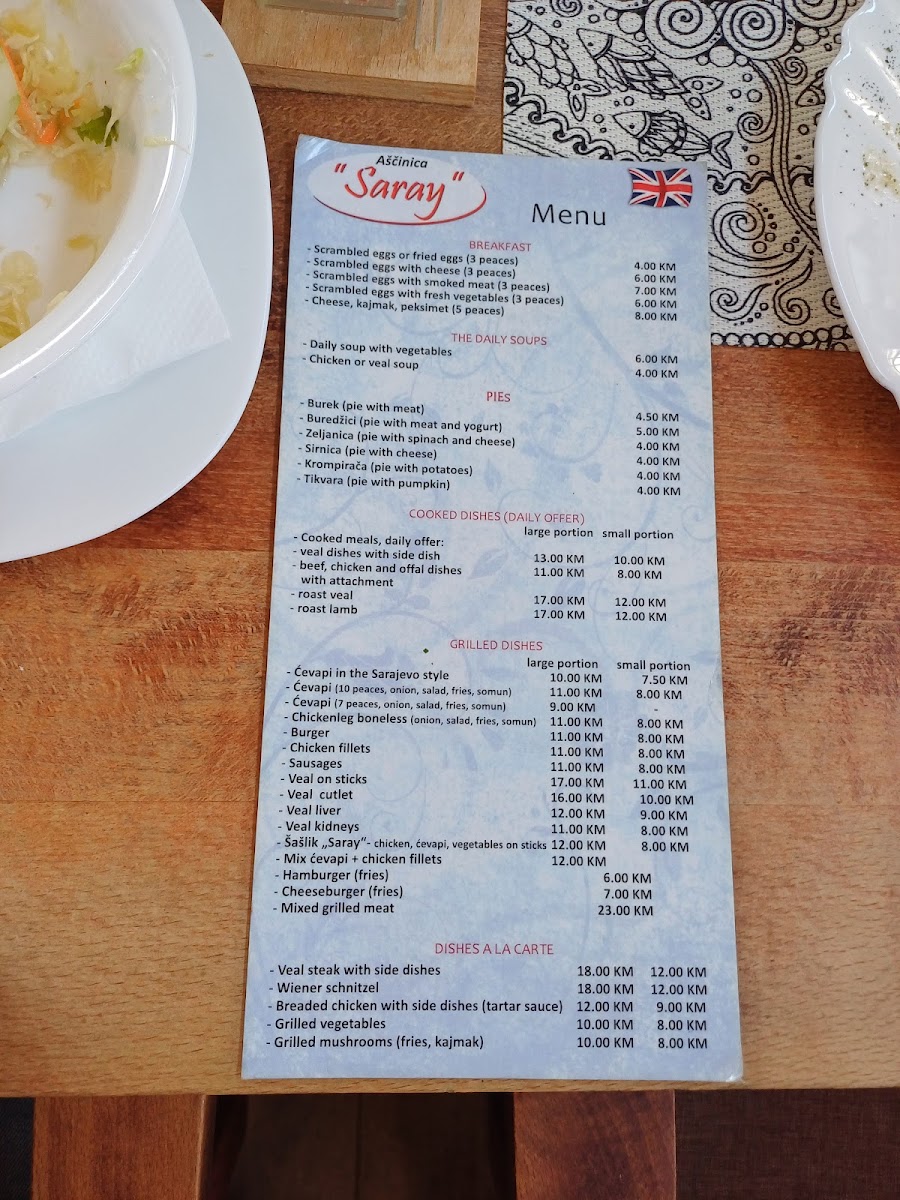 Aščinica
"Saray"
Menu
BREAKFAST
- Scrambled eggs or fried eggs (3 peaces) 4.00 KM
- Scrambled eggs with cheese (3 peaces) 6.00 KM
- Scrambled eggs with smoked meat (3 peaces) 7.00 KM
- Scrambled eggs with fresh vegetables (3 peaces) 6.00 KM
- Cheese, kajmak, peksimet (5 peaces) 8.00 KM
THE DAILY SOUPS
- Daily soup with vegetables 6.00 KM
- Chicken or veal soup 4.00 KM
PIES
- Burek (pie with meat) 4.50 KM
- Buredžici (pie with meat and yogurt) 5.00 KM
- Zeljanica (pie with spinach and cheese) 4.00 KM
- Sirnica (pie with cheese) 4.00 KM
- Krompirača (pie with potatoes) 4.00 KM
- Tikvara (pie with pumpkin) 4.00 KM
COOKED DISHES (DAILY OFFER)
large portion small portion
- Cooked meals, daily offer:
- veal dishes with side dish 13.00 KM 10.00 KM
- beef, chicken and offal dishes 11.00 KM 8.00 KM
with attachment
- roast veal 17.00 KM 12.00 KM
- roast lamb 17.00 KM 12.00 KM
GRILLED DISHES
large portion small portion
- Ćevapi in the Sarajevo style 10.00 KM 7.50 KM
- Ćevapi (10 peaces, onion, salad, fries, somun) 11.00 KM 8.00 KM
- Ćevapi (7 peaces, onion, salad, fries, somun) 9.00 KM -
- Chickenleg boneless (onion, salad, fries, somun) 11.00 KM 8.00 KM
- Burger 11.00 KM 8.00 KM
- Chicken fillets 11.00 KM 8.00 KM
- Sausages 11.00 KM 8.00 KM
- Veal on sticks 17.00 KM 11.00 KM
- Veal cutlet 16.00 KM 10.00 KM
- Veal liver 12.00 KM 9.00 KM
- Veal kidneys 11.00 KM 8.00 KM
- Šašlik „Saray“- chicken, ćevapi, vegetables on sticks 12.00 KM 8.00 KM
- Mix ćevapi + chicken fillets 12.00 KM
- Hamburger (fries) 6.00 KM
- Cheeseburger (fries) 7.00 KM
- Mixed grilled meat 23.00 KM
DISHES A LA CARTE
- Veal steak with side dishes 18.00 KM 12.00 KM
- Wiener schnitzel 18.00 KM 12.00 KM
- Breaded chicken with side dishes (tartar sauce) 12.00 KM 9.00 KM
- Grilled vegetables 10.00 KM 8.00 KM
- Grilled mushrooms (fries, kajmak) 10.00 KM 8.00 KM